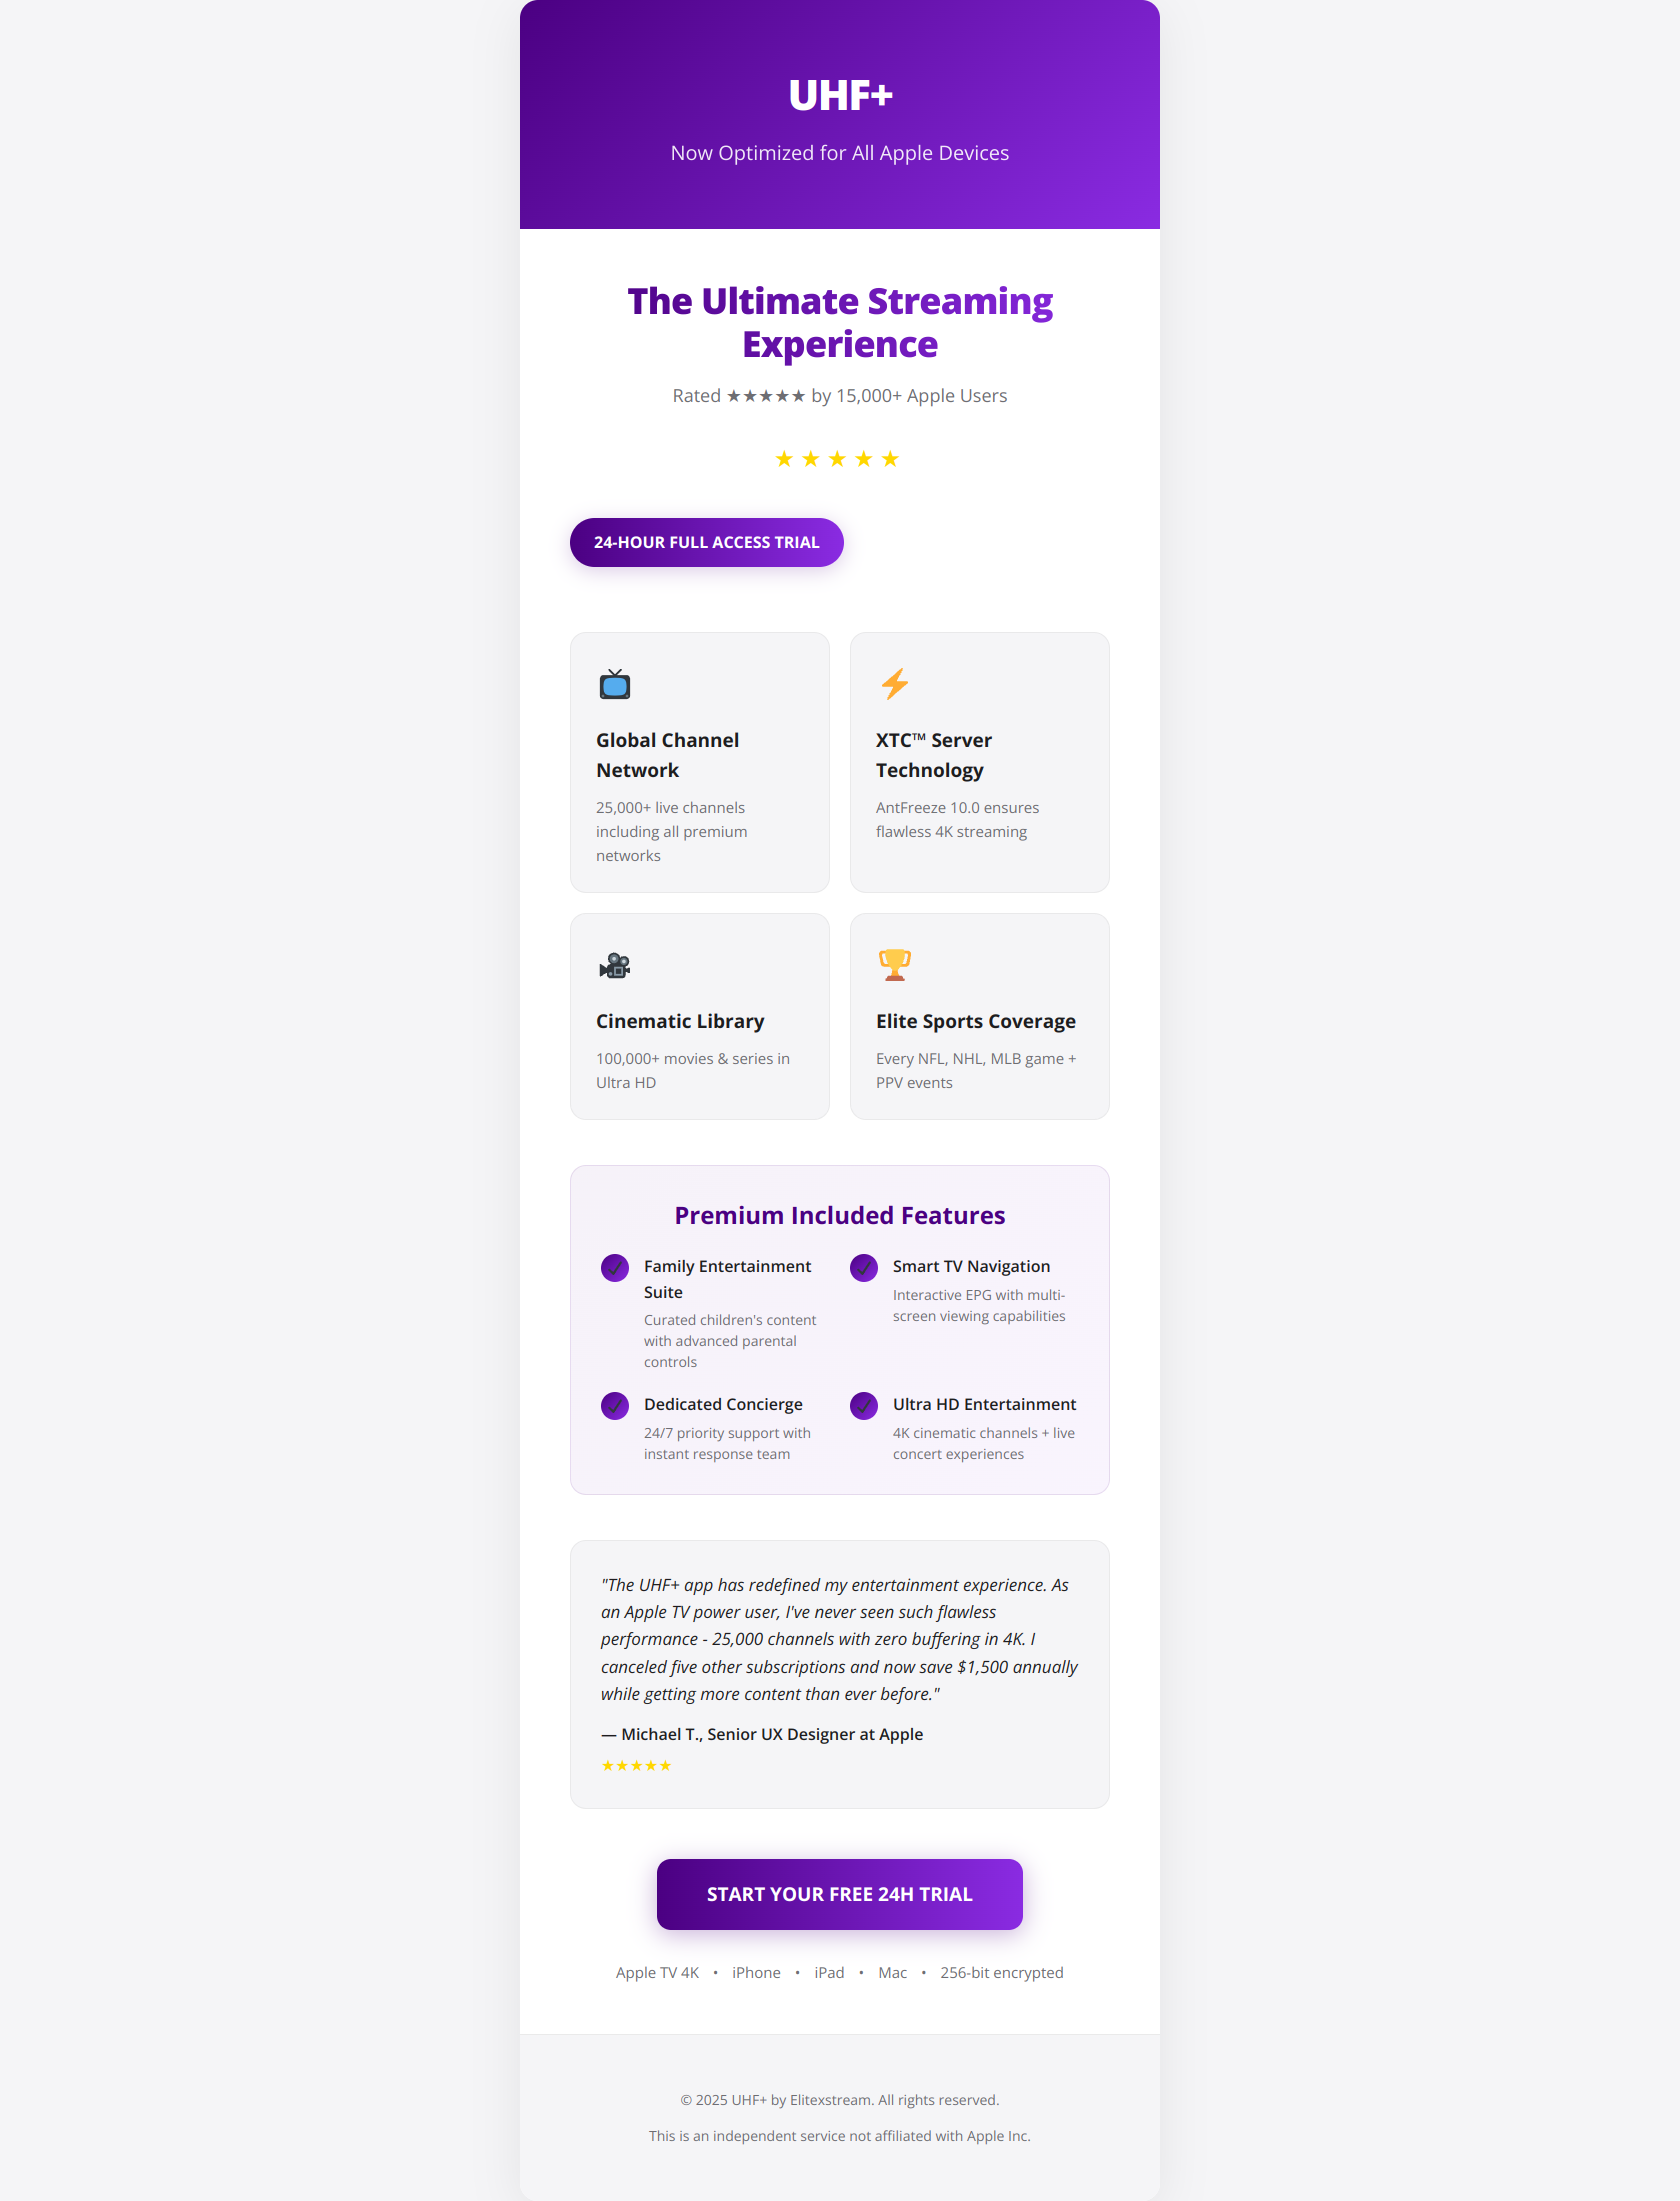 UHF+
Now Optimized for All Apple Devices
The Ultimate Streaming
Experience
Rated ★★★★★ by 15,000+ Apple Users
★ ★ ★ ★ ★
24-HOUR FULL ACCESS TRIAL
Global Channel
Network
25,000+ live channels
including all premium
networks
XTC™ Server
Technology
AntFreeze 10.0 ensures
flawless 4K streaming
Cinematic Library
100,000+ movies & series in
Ultra HD
Elite Sports Coverage
Every NFL, NHL, MLB game +
PPV events
Premium Included Features
Family Entertainment
Suite
Curated children's content
with advanced parental
controls
Smart TV Navigation
Interactive EPG with multi-
screen viewing capabilities
Dedicated Concierge
24/7 priority support with
instant response team
Ultra HD Entertainment
4K cinematic channels + live
concert experiences
"The UHF+ app has redefined my entertainment experience. As
an Apple TV power user, I've never seen such flawless
performance - 25,000 channels with zero buffering in 4K. I
canceled five other subscriptions and now save $1,500 annually
while getting more content than ever before."
— Michael T., Senior UX Designer at Apple
★★★★★
START YOUR FREE 24H TRIAL
Apple TV 4K • iPhone • iPad • Mac • 256-bit encrypted
© 2025 UHF+ by Elitexstream. All rights reserved.
This is an independent service not affiliated with Apple Inc.